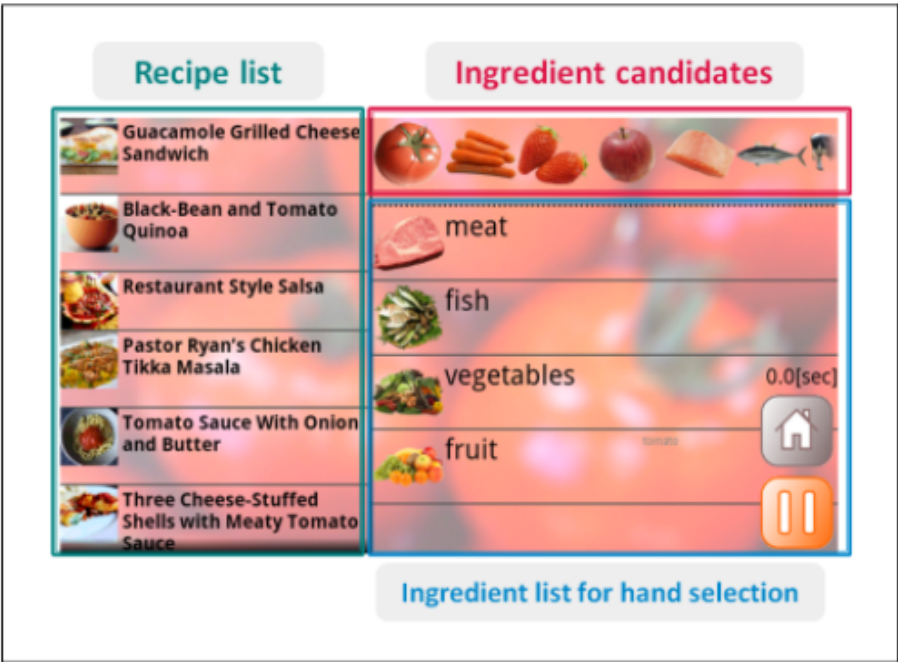 Recipe list
Ingredient candidates
Guacamole Grilled Cheese
Sandwich
Black-Bean and Tomato
Quinoa
Restaurant Style Salsa
Pastor Ryan's Chicken
Tikka Masala
Tomato Sauce With Onion
and Butter
Three Cheese-Stuffed
Shells with Meaty Tomato
Sauce
meat
fish
vegetables
0.0[sec]
fruit
tomato
Ingredient list for hand selection